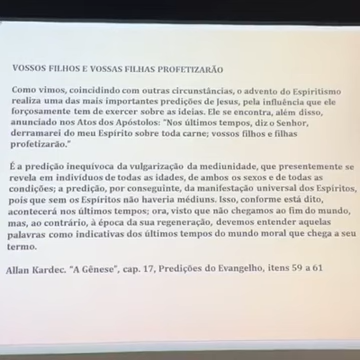 VOSSOS FILHOS E VOSSAS FILHAS PROFETIZARÃO
Como vimos, coincidindo com outras circunstâncias, o advento do Espiritismo
realiza uma das mais importantes predições de Jesus, pela influência que ele
forçosamente tem de exercer sobre as ideias. Ele se encontra, além disso,
anunciado nos Atos dos Apóstolos: "Nos últimos tempos, diz o Senhor,
derramarei do meu Espírito sobre toda carne; vossos filhos e filhas
profetizarão."
É a predição inequívoca da vulgarização da mediunidade, que presentemente se
revela em indivíduos de todas as idades, de ambos os sexos e de todas as
condições; a predição, por conseguinte, da manifestação universal dos Espíritos,
pois que sem os Espíritos não haveria médiuns. Isso, conforme está dito,
acontecerá nos últimos tempos; ora, visto que não chegamos ao fim do mundo,
mas, ao contrário, à época da sua regeneração, devemos entender aquelas
palavras como indicativas dos últimos tempos do mundo moral que chega a seu
termo.
Allan Kardec. "A Gênese", cap. 17, Predições do Evangelho, itens 59 a 61